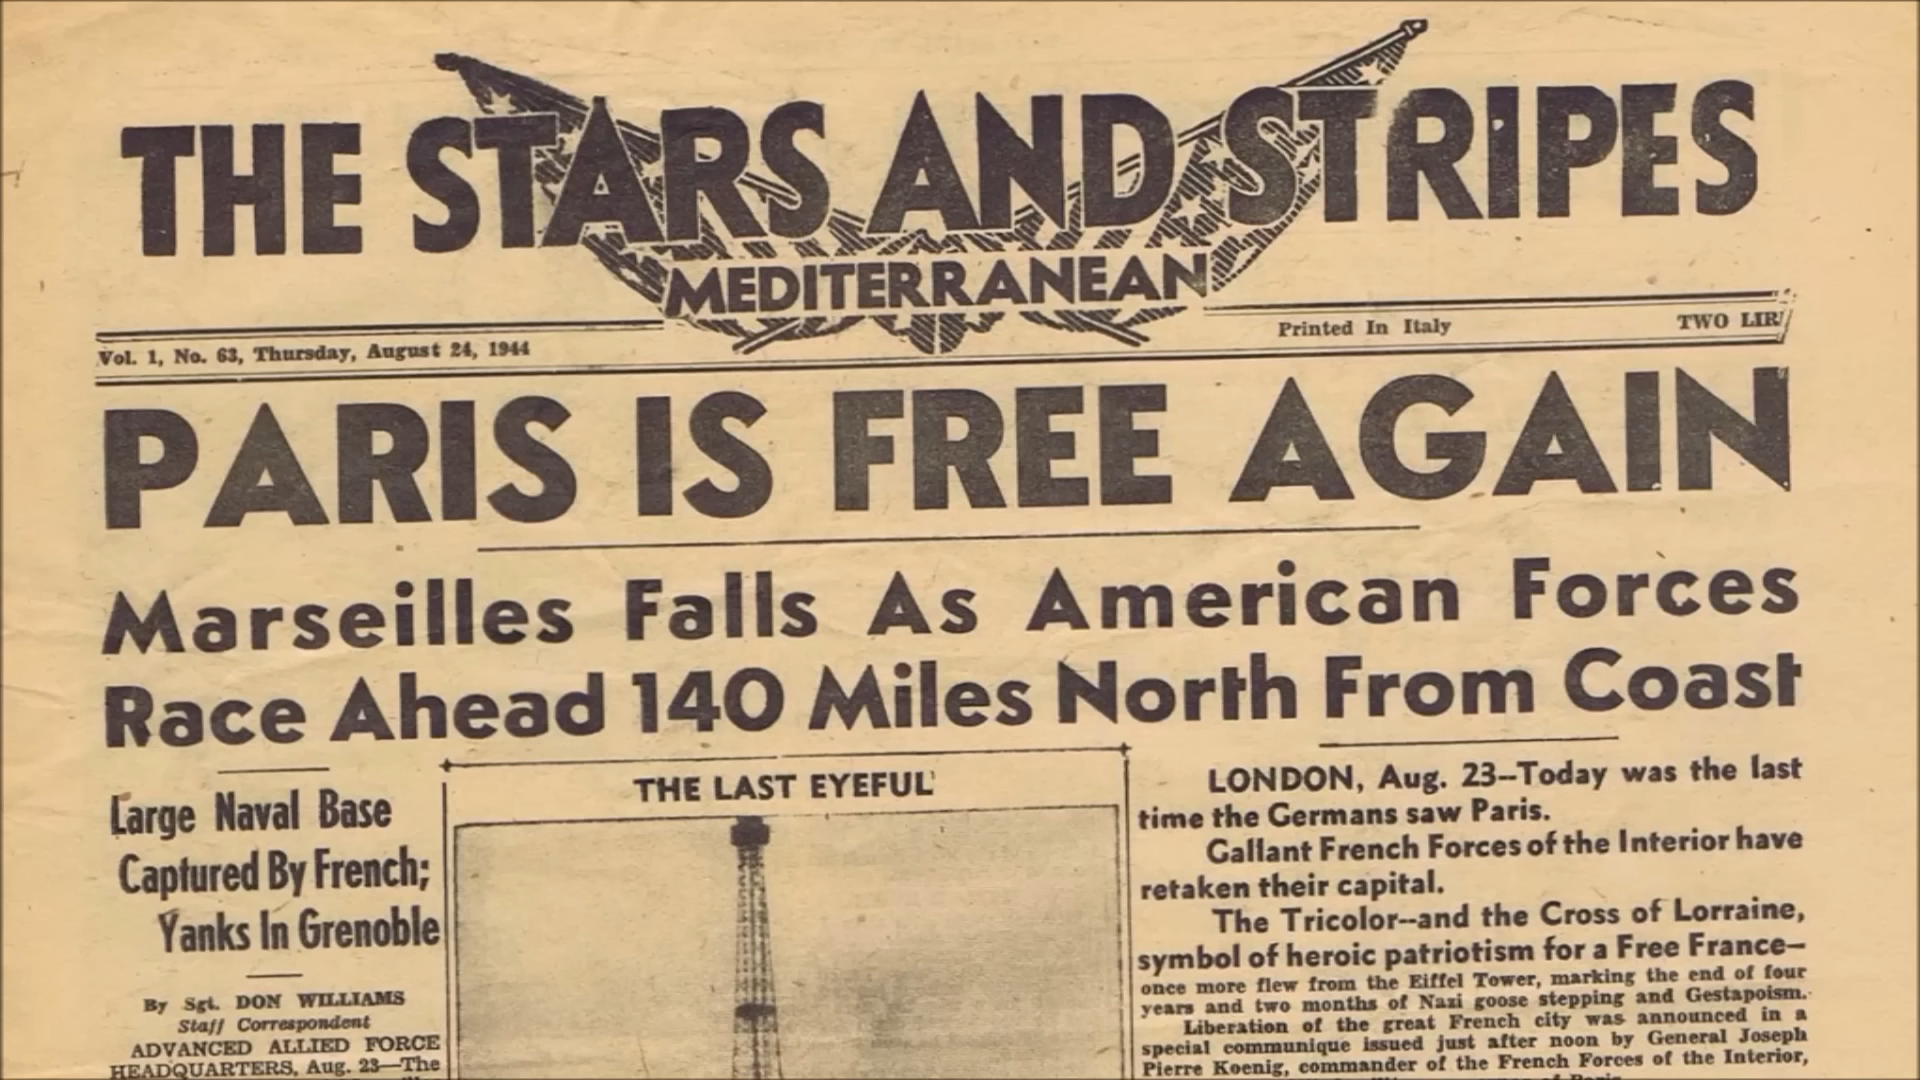 THE STARS AND STRIPES
MEDITERRANEAN
Vol. 1, No. 63, Thursday, August 24, 1944
Printed In Italy
TWO LIR
PARIS IS FREE AGAIN
Marseilles Falls As American Forces
Race Ahead 140 Miles North From Coast
Large Naval Base
Captured By French;
Yanks In Grenoble
By Sgt. DON WILLIAMS
Staff Correspondent
ADVANCED ALLIED FORCE
HEADQUARTERS, Aug. 23—The
THE LAST EYEFUL
LONDON, Aug. 23--Today was the last
time the Germans saw Paris.
Gallant French Forces of the Interior have
retaken their capital.
The Tricolor--and the Cross of Lorraine,
symbol of heroic patriotism for a Free France—
once more flew from the Eiffel Tower, marking the end of four
years and two months of Nazi goose stepping and Gestapoism.
Liberation of the great French city was announced in a
special communique issued just after noon by General Joseph
Pierre Koenig, commander of the French Forces of the Interior,